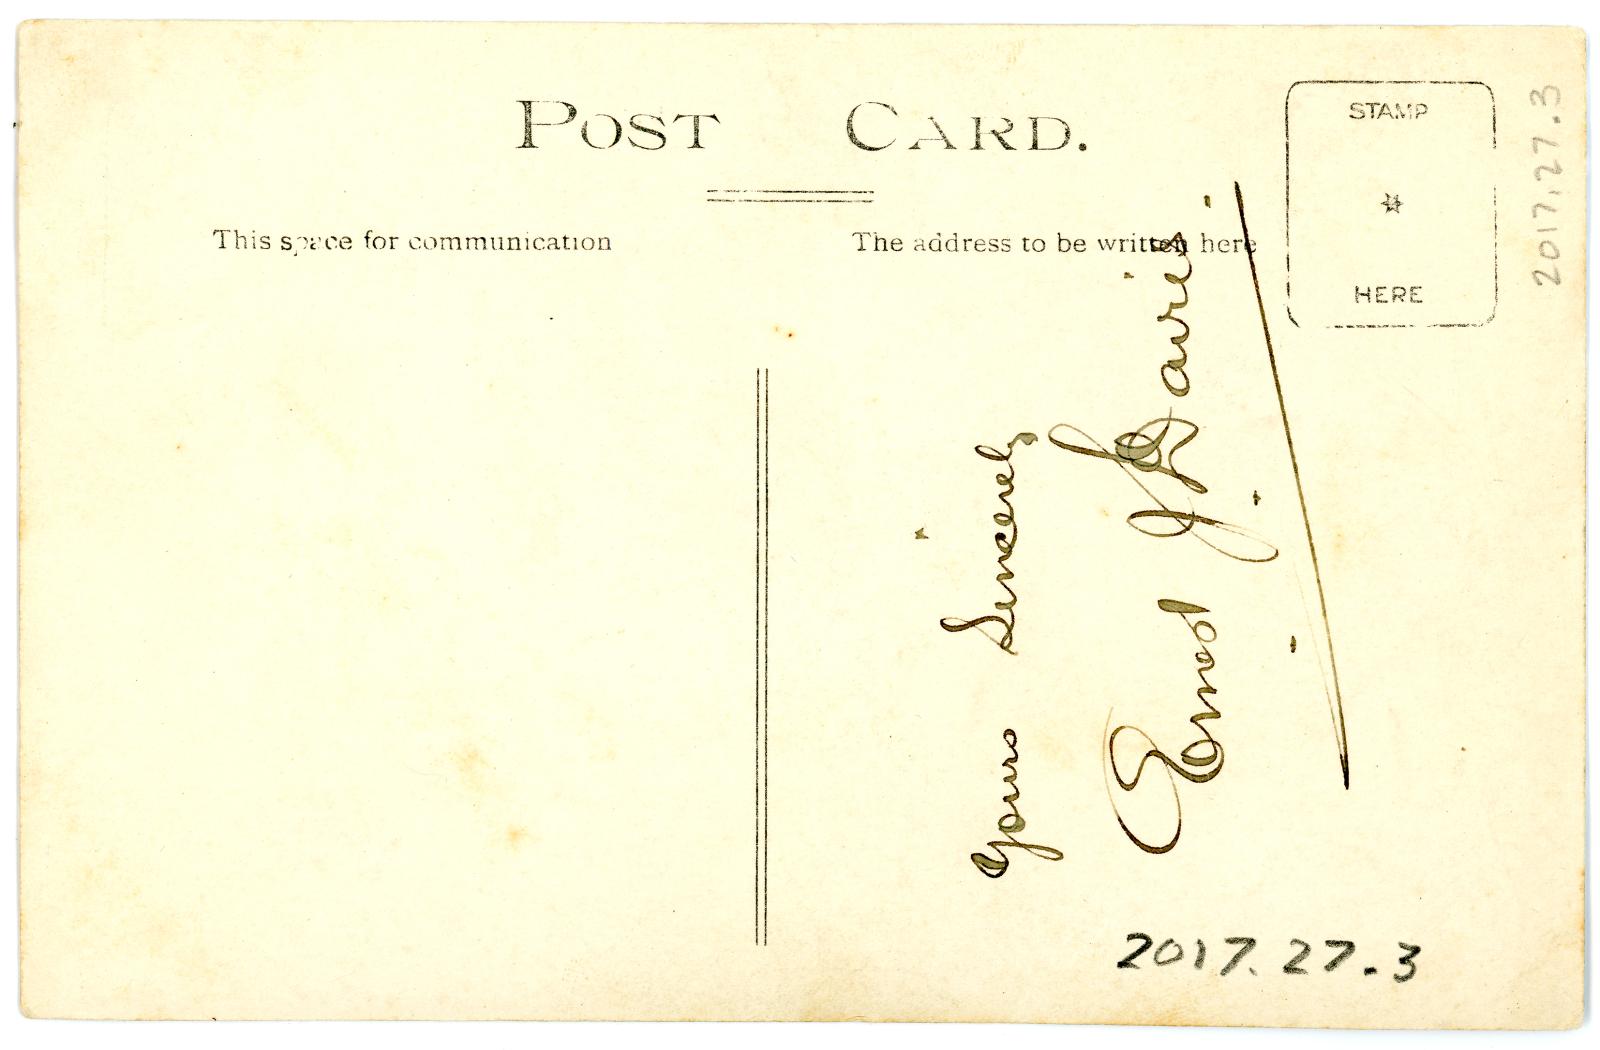 POST CARD.
This space for communication
The address to be written here
STAMP
HERE
Yours Sincerely
Ernest J Davies.
2017.27.3
2017.27.3